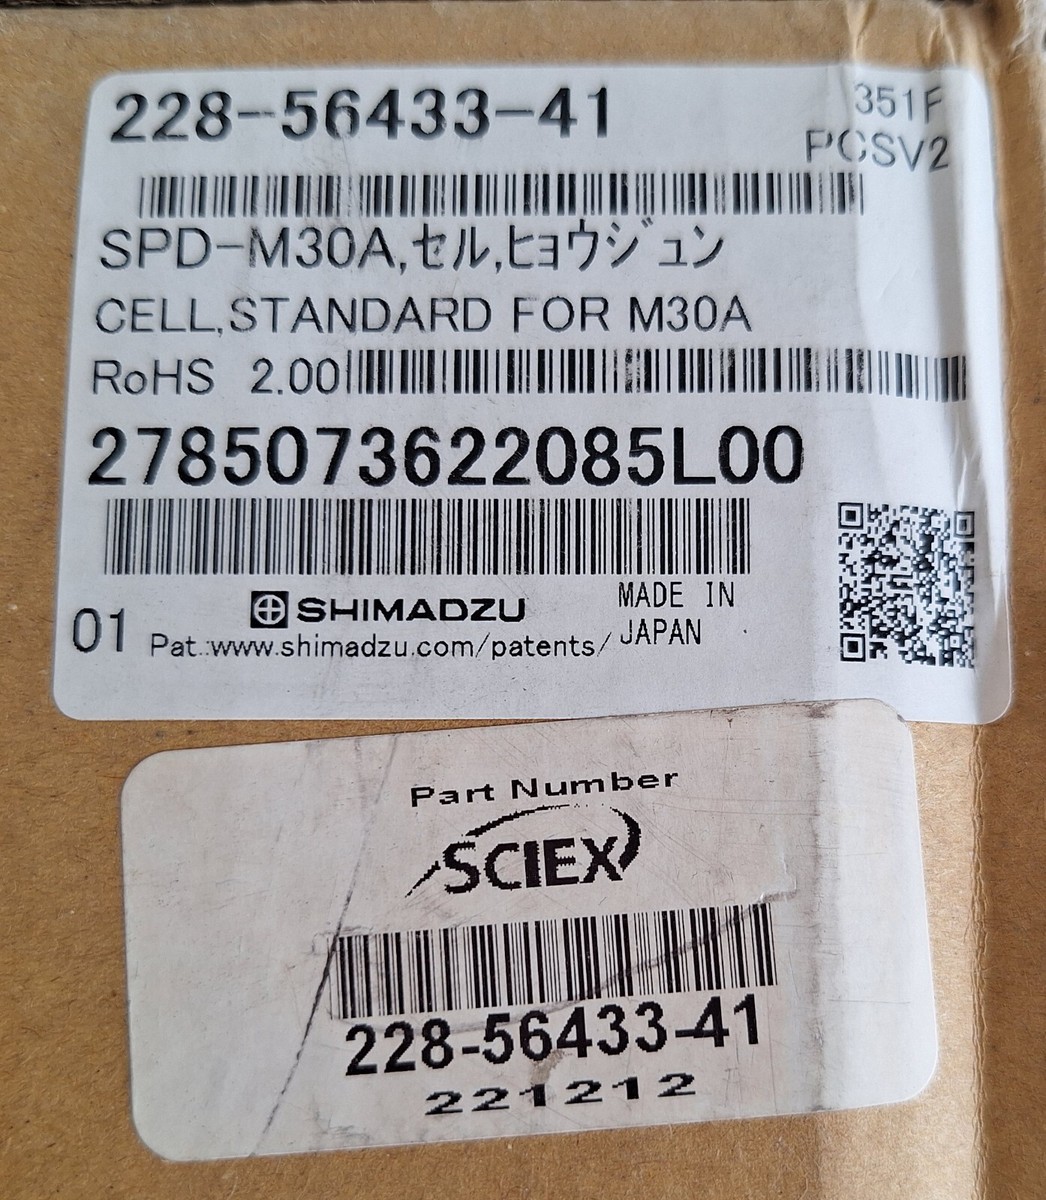 228-56433-41
351F
PCSV2
SPD-M30A,セル,ヒョウジュン
CELL,STANDARD FOR M30A
RoHS 2.00
2785073622085L00
SHIMADZU
MADE IN
JAPAN
01
Pat.:www.shimadzu.com/patents/
Part Number
SCIEX
228-56433-41
221212